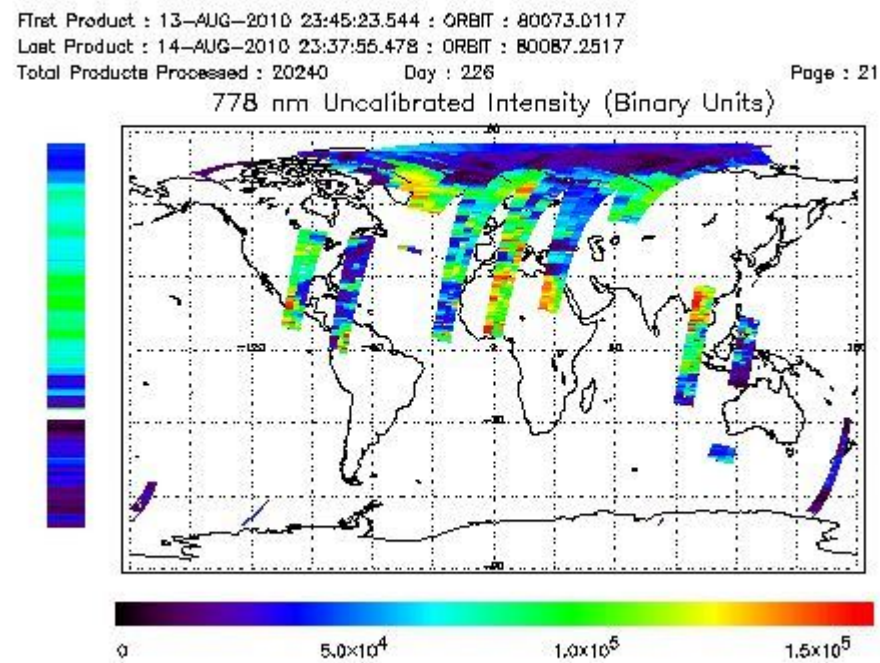 First Product : 13-AUG-2010 23:45:23.544 : ORBIT : 80073.0117
Last Product : 14-AUG-2010 23:37:55.478 : ORBIT : 80087.2517
Total Products Processed : 20240 Day : 226 Page : 21
778 nm Uncalibrated Intensity (Binary Units)
0 5.0×10⁴ 1.0×10⁵ 1.5×10⁵